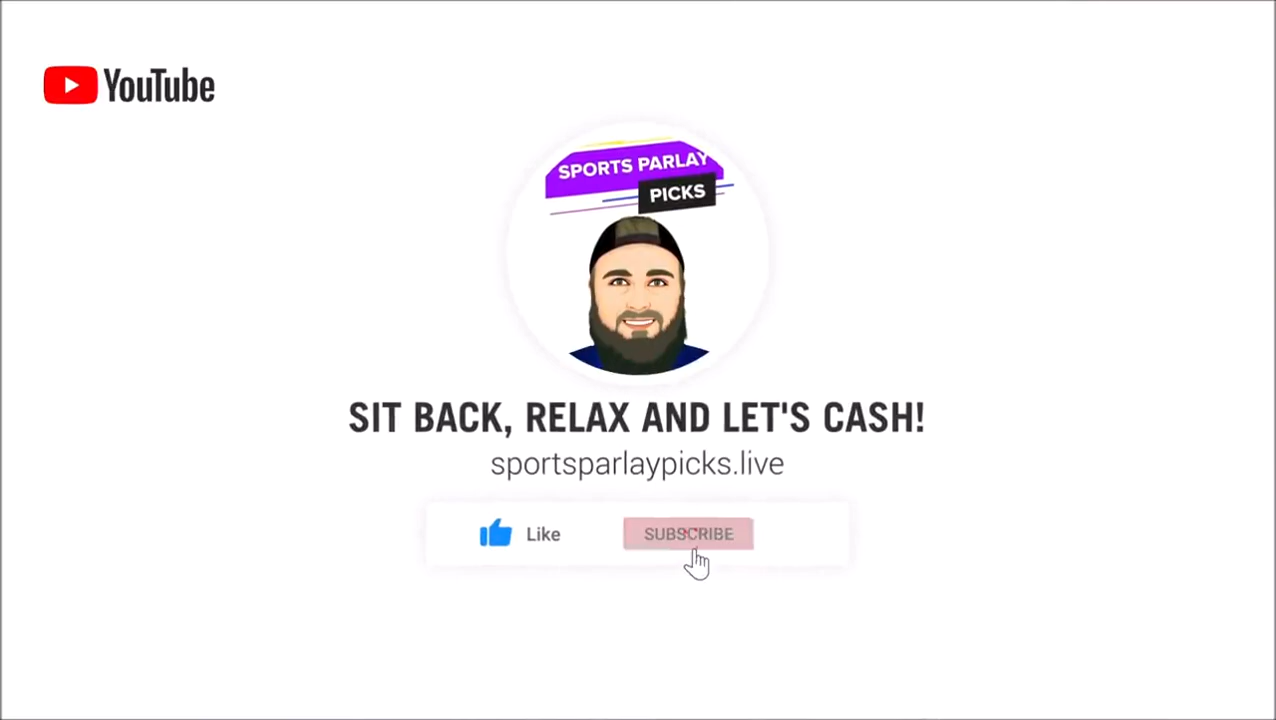 YouTube
SPORTS PARLAY
PICKS
SIT BACK, RELAX AND LET'S CASH!
sportsparlaypicks.live
Like
SUBSCRIBE